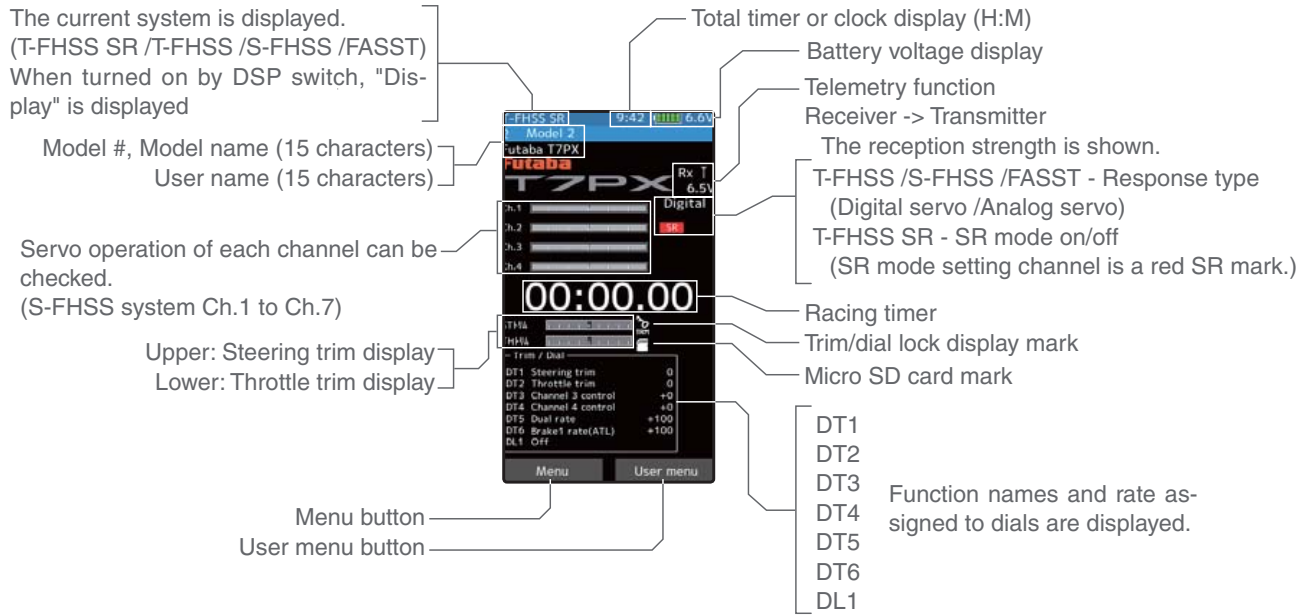 The current system is displayed.
(T-FHSS SR /T-FHSS /S-FHSS /FASST)
When turned on by DSP switch, "Dis-
play" is displayed
Model #, Model name (15 characters)
User name (15 characters)
Servo operation of each channel can be
checked.
(S-FHSS system Ch.1 to Ch.7)
Upper: Steering trim display
Lower: Throttle trim display
Menu button
User menu button
T-FHSS SR 9:42 6.6V
2 Model 2
Futaba T7PX
Futaba
T7PX
Rx
6.5V
Digital
Ch.1
Ch.2
SR
Ch.3
Ch.4
00:00.00
Trim / Dial
DT1 Steering trim 0
DT2 Throttle trim 0
DT3 Channel 3 control +0
DT4 Channel 4 control +0
DT5 Dual rate +100
DT6 Brake1 rate(ATL) +100
DL1 Off
Menu User menu
Total timer or clock display (H:M)
Battery voltage display
Telemetry function
Receiver -> Transmitter
The reception strength is shown.
T-FHSS /S-FHSS /FASST - Response type
(Digital servo /Analog servo)
T-FHSS SR - SR mode on/off
(SR mode setting channel is a red SR mark.)
Racing timer
Trim/dial lock display mark
Micro SD card mark
DT1
DT2
DT3
DT4
DT5
DT6
DL1
Function names and rate as-
signed to dials are displayed.